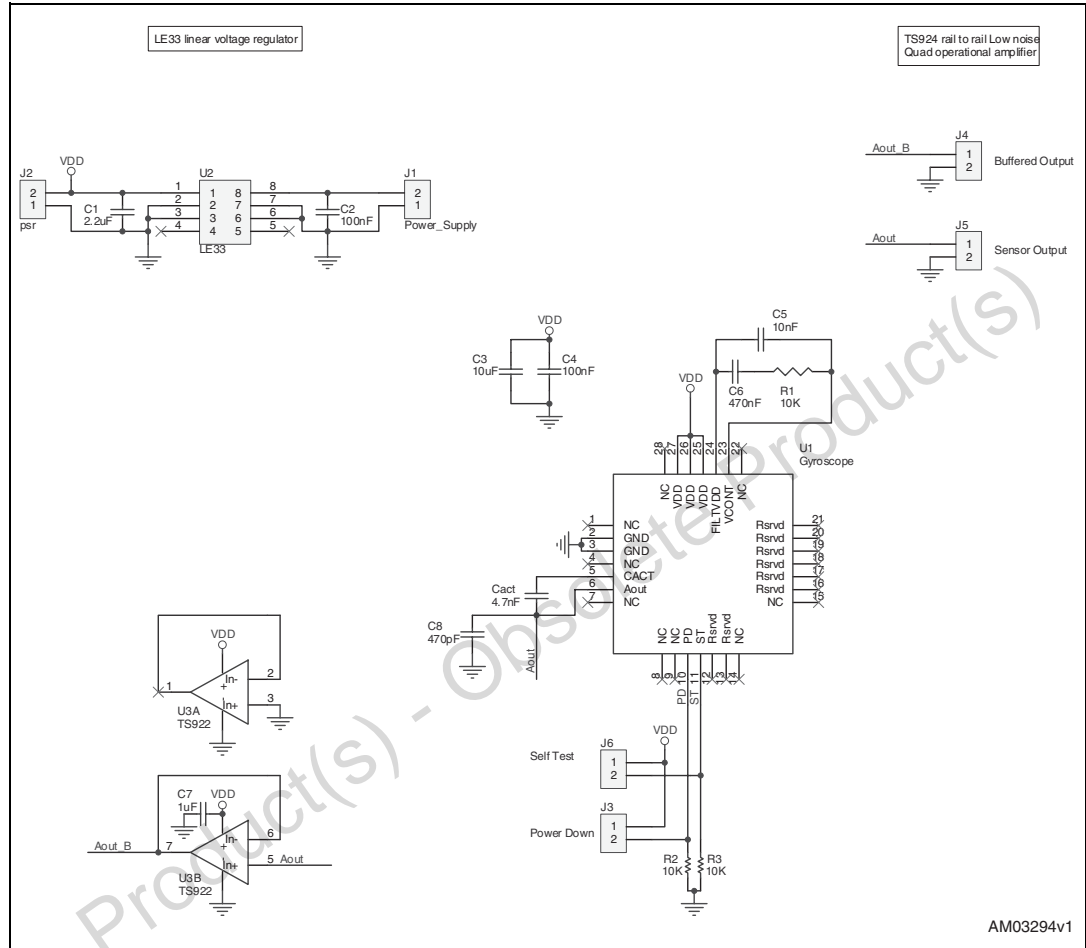 LE33 linear voltage regulator
TS924 rail to rail Low noise
Quad operational amplifier
J4
Aout_B
1
2
Buffered Output
J5
Aout
1
2
Sensor Output
J2
2
1
psr
VDD
C1
2.2uF
U2
1
2
3
4
1
2
3
4
8
7
6
5
8
7
6
5
LE33
C2
100nF
J1
2
1
Power_Supply
VDD
C3
10uF
C4
100nF
C5
10nF
C6
470nF
R1
10K
VDD
U1
Gyroscope
28
27
26
25
24
23
22
NC
VDD
VDD
VDD
FILTVDD
VCONT
NC
1
2
3
4
5
6
7
NC
GND
GND
NC
CACT
Aout
NC
Rsrvd
Rsrvd
Rsrvd
Rsrvd
Rsrvd
Rsrvd
NC
21
20
19
18
17
16
15
NC
NC
PD
ST
Rsrvd
Rsrvd
NC
8
9
10
11
12
13
14
PD
ST
Cact
4.7nF
C8
470pF
Aout
VDD
1
In-
+
In+
2
3
U3A
TS922
C7
1uF
VDD
Aout_B
7
In-
+
In+
6
5
Aout
U3B
TS922
Self Test
J6
1
2
VDD
Power Down
J3
1
2
R2
10K
R3
10K
Product(s) - Obsolete Product(s)
AM03294v1